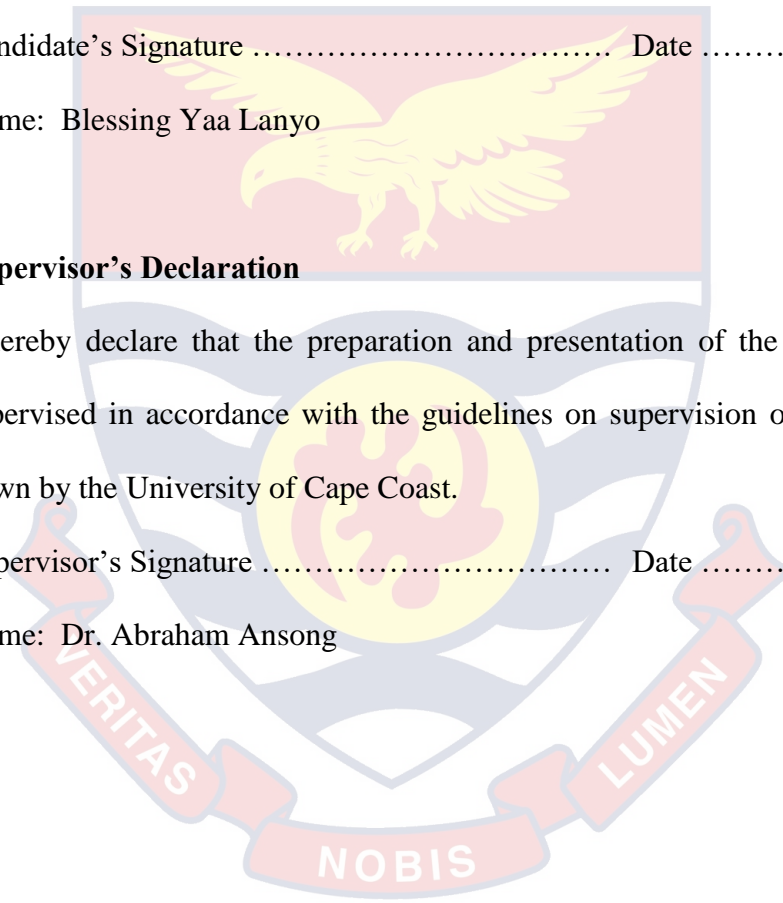 ndidate’s Signature ……………………………. Date ………
me: Blessing Yaa Lanyo
pervisor’s Declaration
ereby declare that the preparation and presentation of the
pervised in accordance with the guidelines on supervision o
wn by the University of Cape Coast.
pervisor’s Signature ……………………………. Date ………
me: Dr. Abraham Ansong
VERITAS
NOBIS
LUMEN